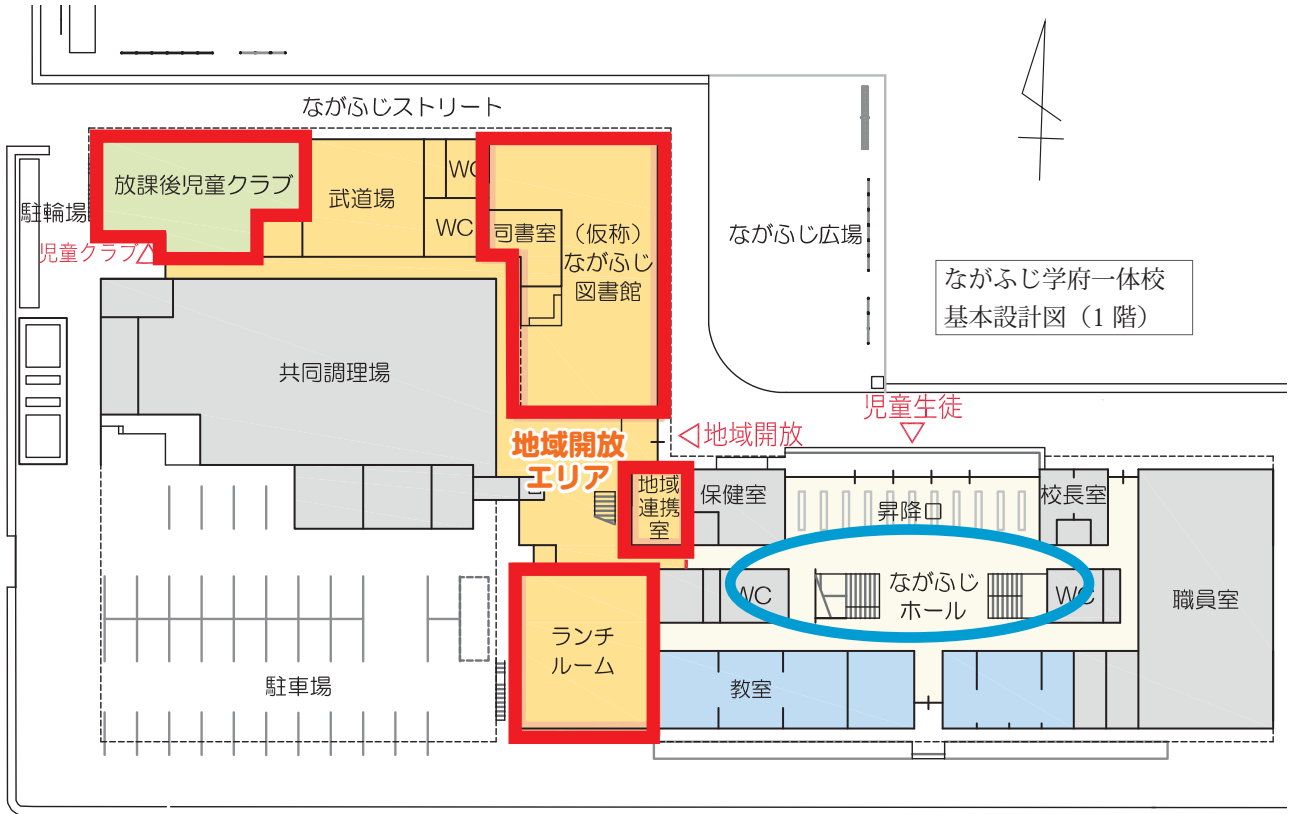 ながふじストリート
放課後児童クラブ
武道場
WC
WC
駐輪場
児童クラブ△
司書室
（仮称）
ながふじ
図書館
ながふじ広場
ながふじ学府一体校
基本設計図（1 階）
共同調理場
地域開放
エリア
◁地域開放
児童生徒
▽
地域
連携
室
保健室
昇降口
校長室
WC
ながふじ
ホール
WC
職員室
ランチ
ルーム
教室
駐車場